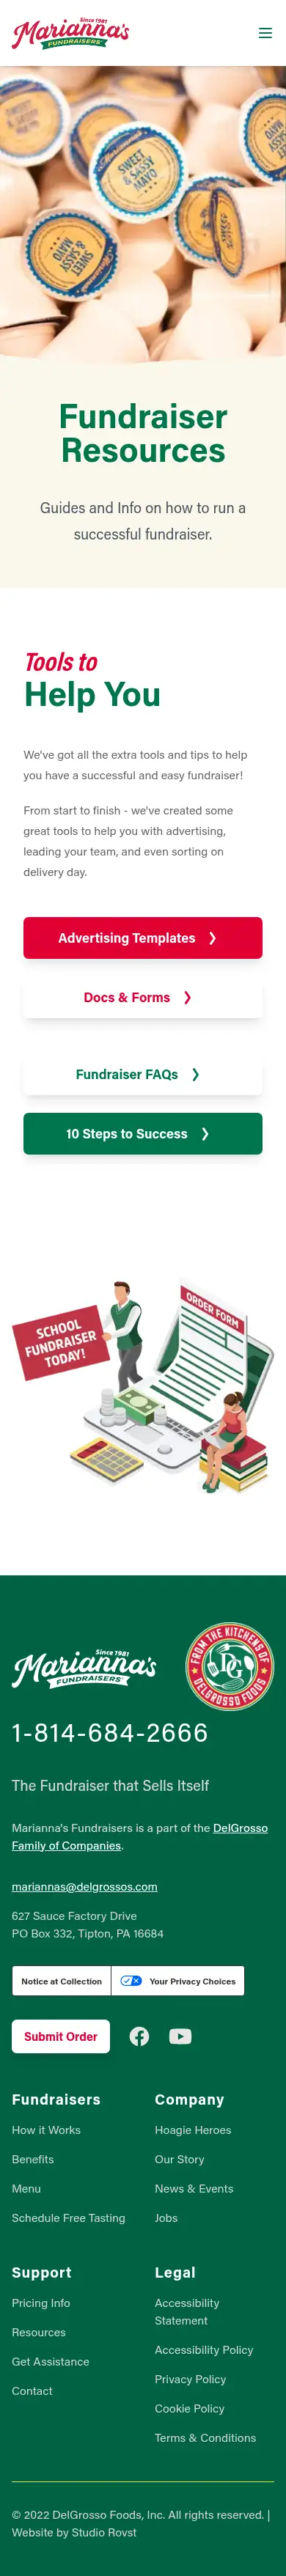 Since 1981
Marianna's
FUNDRAISERS
SWEET
& SASSY
MAYO
SWEET
& SASSY
MAYO
Fundraiser
Resources
Guides and Info on how to run a
successful fundraiser.
Tools to
Help You
We've got all the extra tools and tips to help
you have a successful and easy fundraiser!
From start to finish - we've created some
great tools to help you with advertising,
leading your team, and even sorting on
delivery day.
Advertising Templates ❯
Docs & Forms ❯
Fundraiser FAQs ❯
10 Steps to Success ❯
ORDER FORM
SCHOOL
FUNDRAISER
TODAY!
Since 1981
Marianna's
FUNDRAISERS
FROM THE KITCHENS OF
DG
DELGROSSO FOODS
1-814-684-2666
The Fundraiser that Sells Itself
Marianna's Fundraisers is a part of the DelGrosso
Family of Companies.
mariannas@delgrossos.com
627 Sauce Factory Drive
PO Box 332, Tipton, PA 16684
Notice at Collection
Your Privacy Choices
Submit Order
Fundraisers
How it Works
Benefits
Menu
Schedule Free Tasting
Company
Hoagie Heroes
Our Story
News & Events
Jobs
Support
Pricing Info
Resources
Get Assistance
Contact
Legal
Accessibility
Statement
Accessibility Policy
Privacy Policy
Cookie Policy
Terms & Conditions
© 2022 DelGrosso Foods, Inc. All rights reserved. |
Website by Studio Rovst